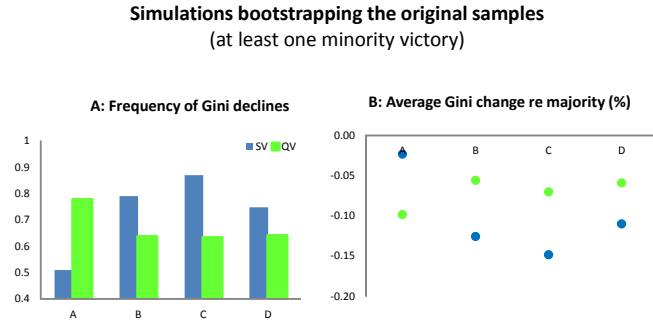 Simulations bootstrapping the original samples
(at least one minority victory)
A: Frequency of Gini declines
1
0.9
0.8
0.7
0.6
0.5
0.4
SV QV
A B C D
B: Average Gini change re majority (%)
0.00
-0.05
-0.10
-0.15
-0.20
A B C D